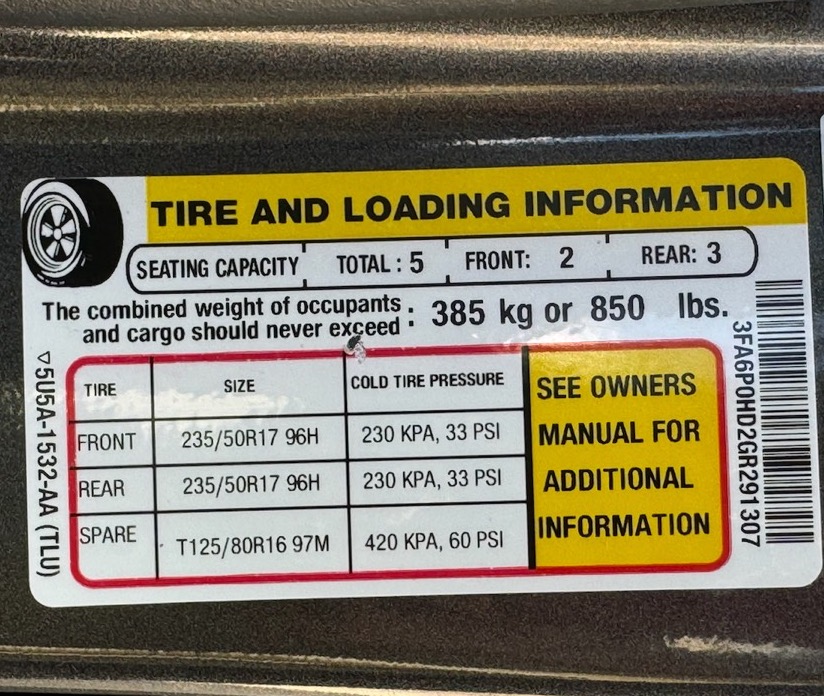 TIRE AND LOADING INFORMATION
SEATING CAPACITY TOTAL : 5 FRONT: 2 REAR: 3
The combined weight of occupants
and cargo should never exceed : 385 kg or 850 lbs.
TIRE SIZE COLD TIRE PRESSURE
FRONT 235/50R17 96H 230 KPA, 33 PSI
REAR 235/50R17 96H 230 KPA, 33 PSI
SPARE T125/80R16 97M 420 KPA, 60 PSI
SEE OWNERS
MANUAL FOR
ADDITIONAL
INFORMATION
▽5U5A-1532-AA (TLU)
3FA6P0HD2GR291307